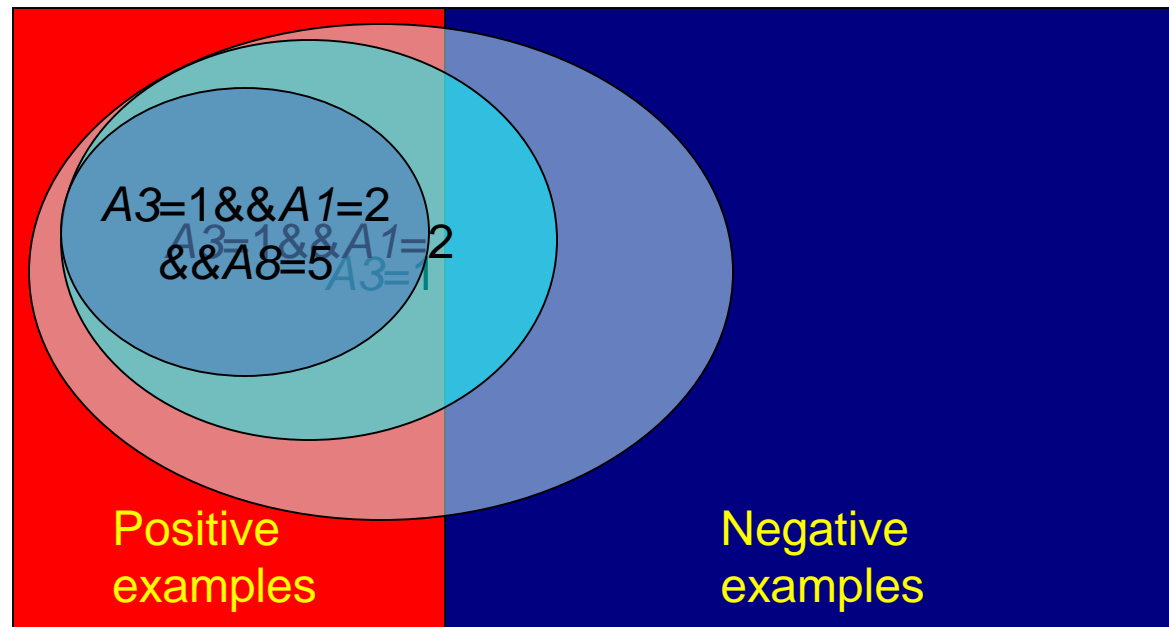 A3=1&&A1=2
A3=1&&A1=2
&&A8=5
A3=1
Positive
examples
Negative
examples